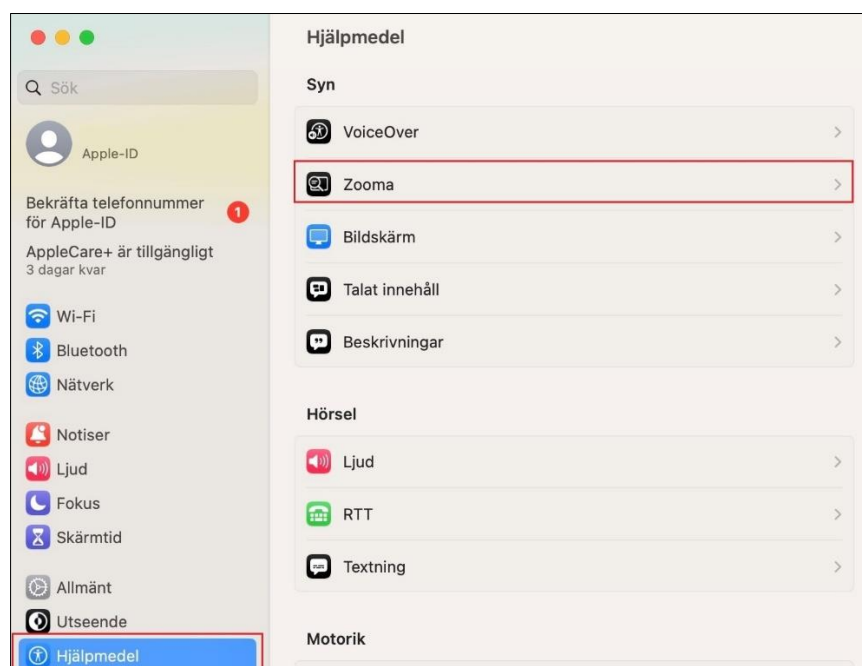 Sök
Apple-ID
Bekräfta telefonnummer
för Apple-ID
1
AppleCare+ är tillgängligt
3 dagar kvar
Wi-Fi
Bluetooth
Nätverk
Notiser
Ljud
Fokus
Skärmtid
Allmänt
Utseende
Hjälpmedel
Hjälpmedel
Syn
VoiceOver
Zooma
Bildskärm
Talat innehåll
Beskrivningar
Hörsel
Ljud
RTT
Textning
Motorik